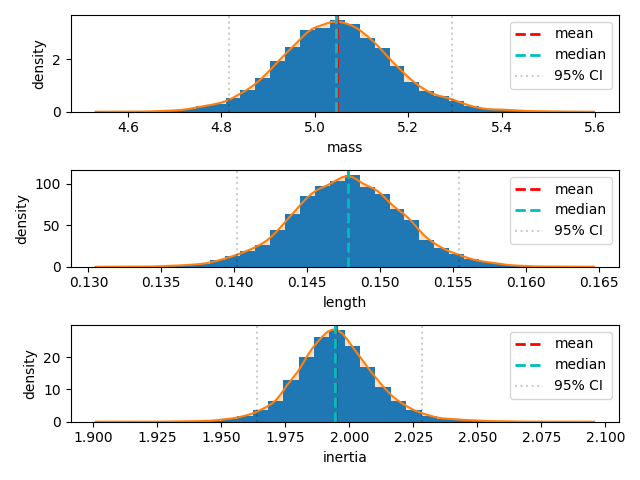 density
2
0
mean
median
95% CI
4.6 4.8 5.0 5.2 5.4 5.6
mass
density
100
50
0
mean
median
95% CI
0.130 0.135 0.140 0.145 0.150 0.155 0.160 0.165
length
density
20
10
0
mean
median
95% CI
1.900 1.925 1.950 1.975 2.000 2.025 2.050 2.075 2.100
inertia